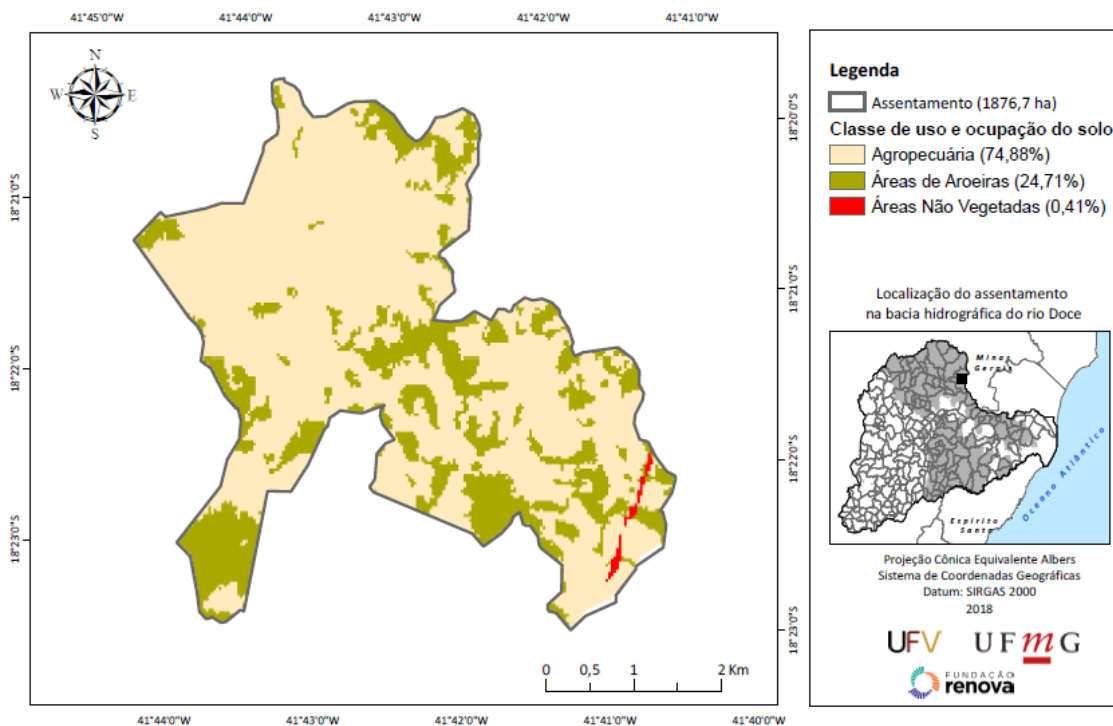 41°45'0"W 41°44'0"W 41°43'0"W 41°42'0"W 41°41'0"W
N
W E
S
18°21'0"S
18°22'0"S
18°23'0"S
18°20'0"S
18°21'0"S
18°22'0"S
18°23'0"S
0 0,5 1 2 Km
41°44'0"W 41°43'0"W 41°42'0"W 41°41'0"W 41°40'0"W
Legenda
Assentamento (1876,7 ha)
Classe de uso e ocupação do solo
Agropecuária (74,88%)
Áreas de Aroeiras (24,71%)
Áreas Não Vegetadas (0,41%)
Localização do assentamento
na bacia hidrográfica do rio Doce
Minas
Gerais
Oceano Atlântico
Espírito
Santo
Projeção Cônica Equivalente Albers
Sistema de Coordenadas Geográficas
Datum: SIRGAS 2000
2018
UFV UFmG
FUNDAÇÃO
renova